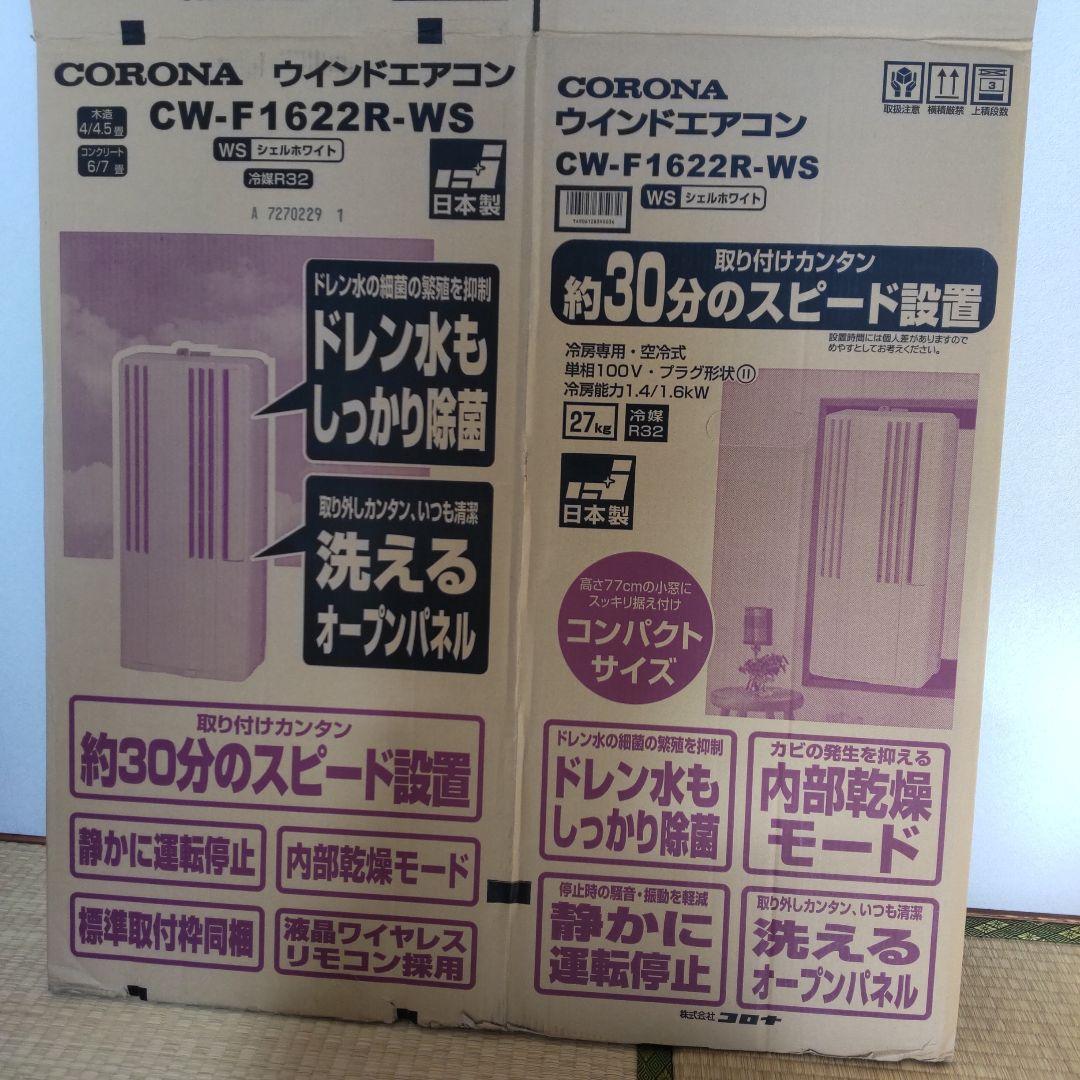 CORONA ウインドエアコン
CW-F1622R-WS
木造
4/4.5 畳
コンクリート
6/7 畳
WS シェルホワイト
冷媒R32
日本製
A 7270229 1
ドレン水の細菌の繁殖を抑制
ドレン水も
しっかり除菌
取り外しカンタン、いつも清潔
洗える
オープンパネル
取り付けカンタン
約30分のスピード設置
静かに運転停止
内部乾燥モード
標準取付枠同梱
液晶ワイヤレス
リモコン採用
CORONA
ウインドエアコン
CW-F1622R-WS
WS シェルホワイト
取扱注意
横積厳禁
3
上積段数
取り付けカンタン
約30分のスピード設置
設置時間には個人差がありますので
めやすとしてお考えください。
冷房専用・空冷式
単相100V・プラグ形状
冷房能力1.4/1.6kW
27kg
冷媒
R32
日本製
高さ77cmの小窓に
スッキリ据え付け
コンパクト
サイズ
ドレン水の細菌の繁殖を抑制
ドレン水も
しっかり除菌
カビの発生を抑える
内部乾燥
モード
停止時の騒音・振動を軽減
静かに
運転停止
取り外しカンタン、いつも清潔
洗える
オープンパネル
株式会社 コロナ